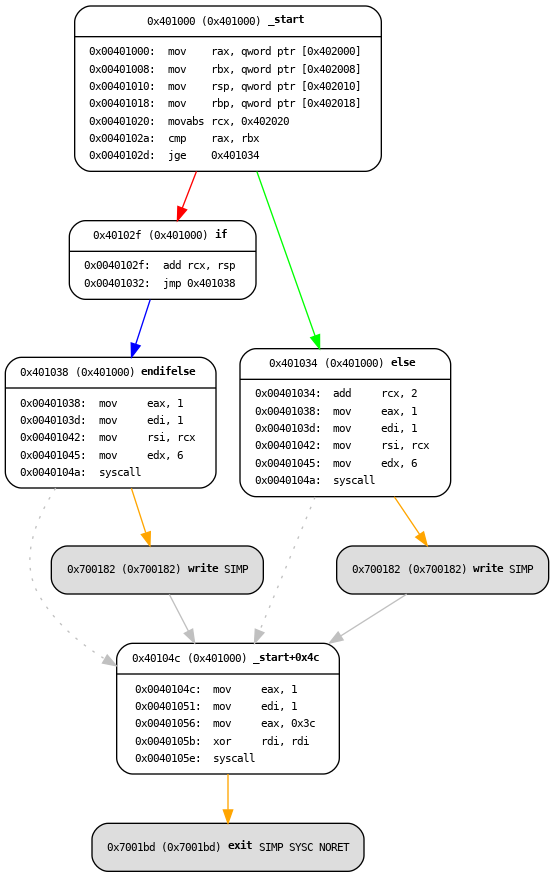 0x401000 (0x401000) _start
0x00401000: mov rax, qword ptr [0x402000]
0x00401008: mov rbx, qword ptr [0x402008]
0x00401010: mov rsp, qword ptr [0x402010]
0x00401018: mov rbp, qword ptr [0x402018]
0x00401020: movabs rcx, 0x402020
0x0040102a: cmp rax, rbx
0x0040102d: jge 0x401034
0x40102f (0x401000) if
0x0040102f: add rcx, rsp
0x00401032: jmp 0x401038
0x401038 (0x401000) endifelse
0x00401038: mov eax, 1
0x0040103d: mov edi, 1
0x00401042: mov rsi, rcx
0x00401045: mov edx, 6
0x0040104a: syscall
0x401034 (0x401000) else
0x00401034: add rcx, 2
0x00401038: mov eax, 1
0x0040103d: mov edi, 1
0x00401042: mov rsi, rcx
0x00401045: mov edx, 6
0x0040104a: syscall
0x700182 (0x700182) write SIMP
0x700182 (0x700182) write SIMP
0x40104c (0x401000) _start+0x4c
0x0040104c: mov eax, 1
0x00401051: mov edi, 1
0x00401056: mov eax, 0x3c
0x0040105b: xor rdi, rdi
0x0040105e: syscall
0x7001bd (0x7001bd) exit SIMP SYSC NORET